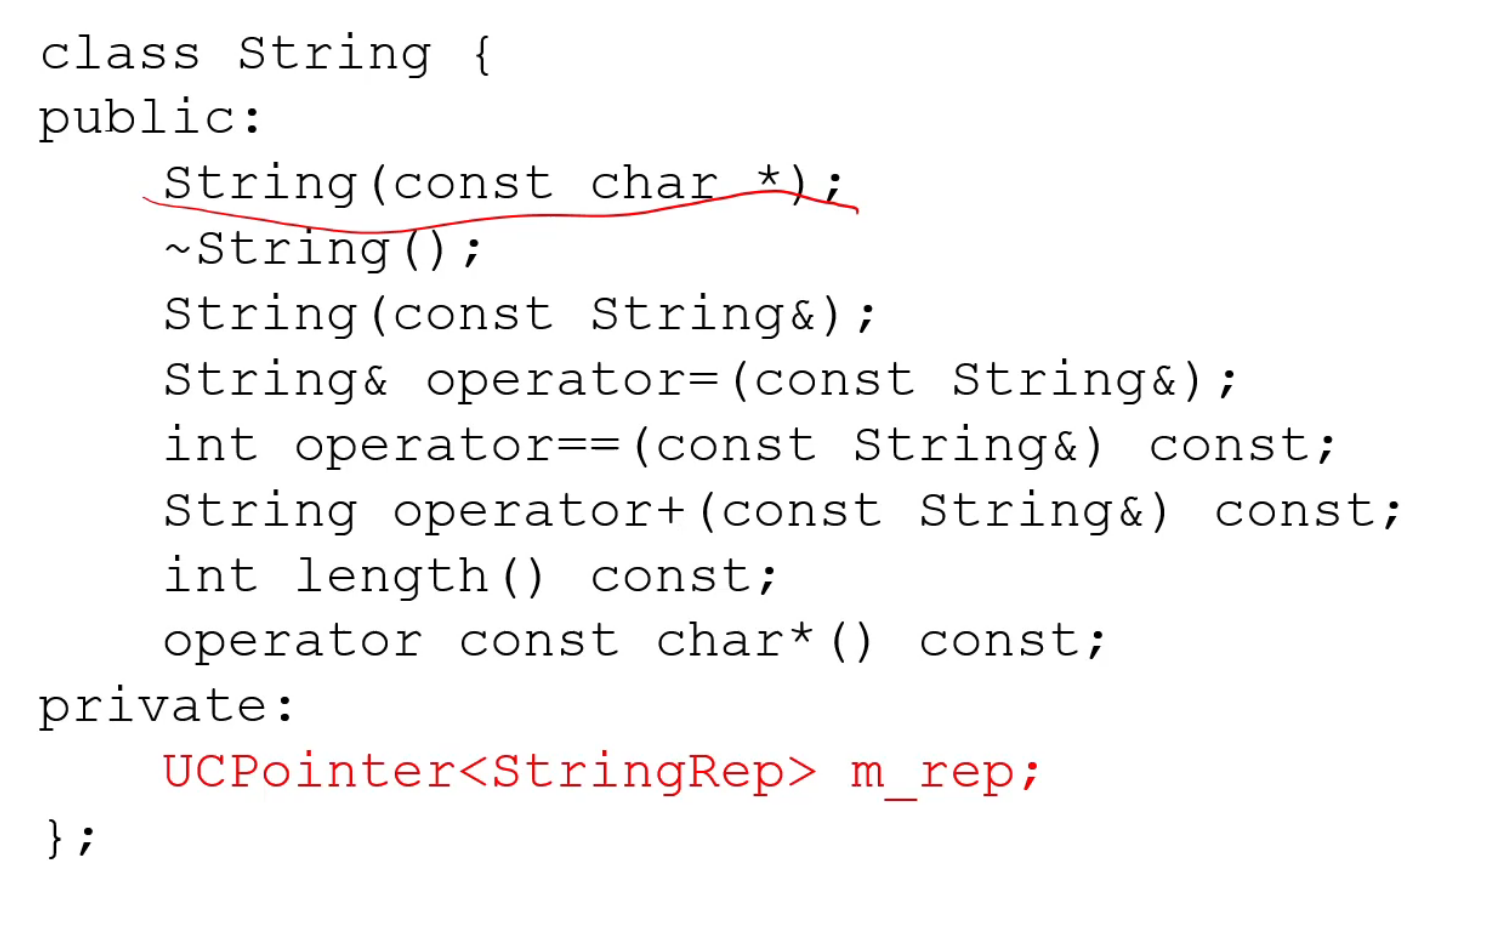 class String {
public:
    String(const char *);
    ~String();
    String(const String&);
    String& operator=(const String&);
    int operator==(const String&) const;
    String operator+(const String&) const;
    int length() const;
    operator const char*() const;
private:
    UCPointer<StringRep> m_rep;
};